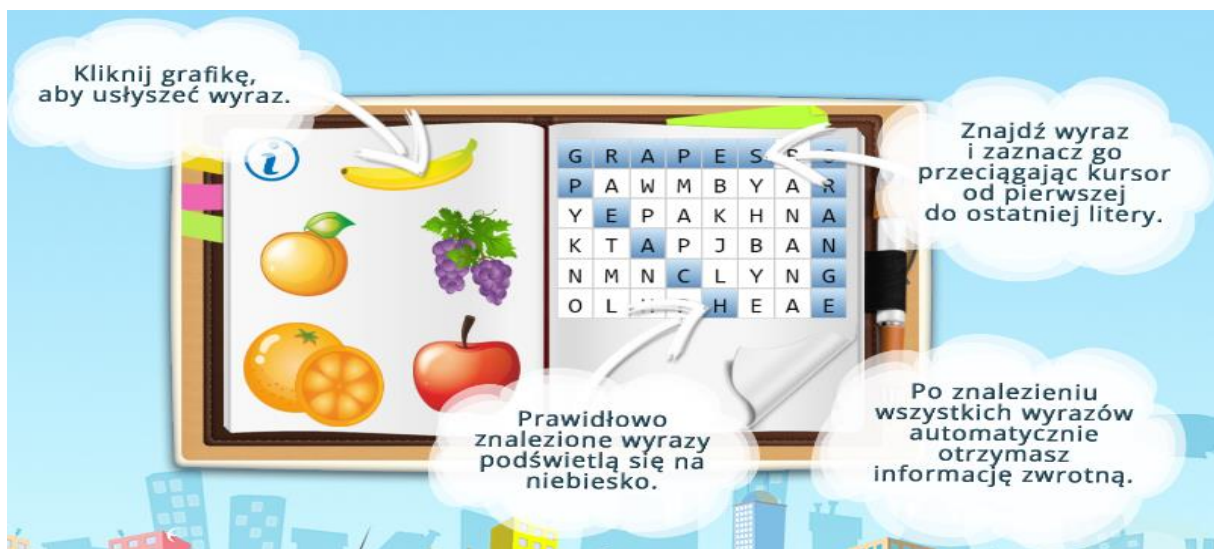 Kliknij grafikę,
aby usłyszeć wyraz.
i
G R A P E S
P A W M B Y A R
Y E P A K H N A
K T A P J B A N
N M N C L Y N G
O L H E A E
Znajdź wyraz
i zaznacz go
przeciągając kursor
od pierwszej
do ostatniej litery.
Prawidłowo
znalezione wyrazy
podświetlą się na
niebiesko.
Po znalezieniu
wszystkich wyrazów
automatycznie
otrzymasz
informację zwrotną.